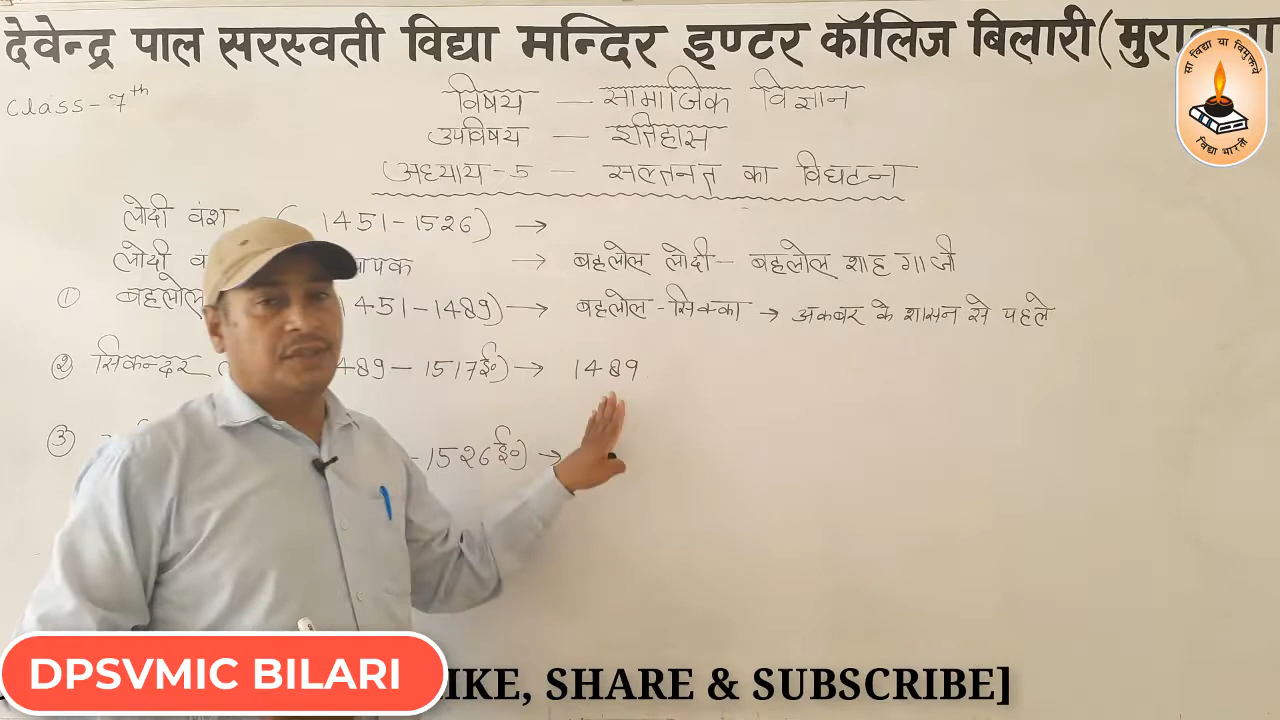 देवेन्द्र पाल सरस्वती विद्या मन्दिर इण्टर कॉलिज बिलारी
सा विद्या या विमुक्तये
विद्या भारती
Class - 7th
विषय — सामाजिक विज्ञान
उपविषय — इतिहास
अध्याय-5 — सल्तनत का विघटन
लोदी वंश ( 1451-1526) →
लोदी → बहलोल लोदी - बहलोल शाह गाजी
① बहलोल 1451-1489) → बहलोल-सिक्का → अकबर के शासन से पहले
② सिकन्दर 489 - 1517ई०) → 1489
③ - 1526ई०) →
DPSVMIC BILARI
IKE, SHARE & SUBSCRIBE]